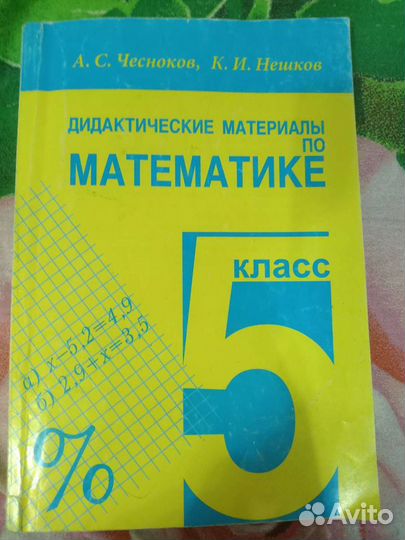 А. С. Чесноков, К. И. Нешков
ДИДАКТИЧЕСКИЕ МАТЕРИАЛЫ
ПО
МАТЕМАТИКЕ
класс
5
а) x−5,2=4,9
б) 2,9+x=3,5
%
Avito